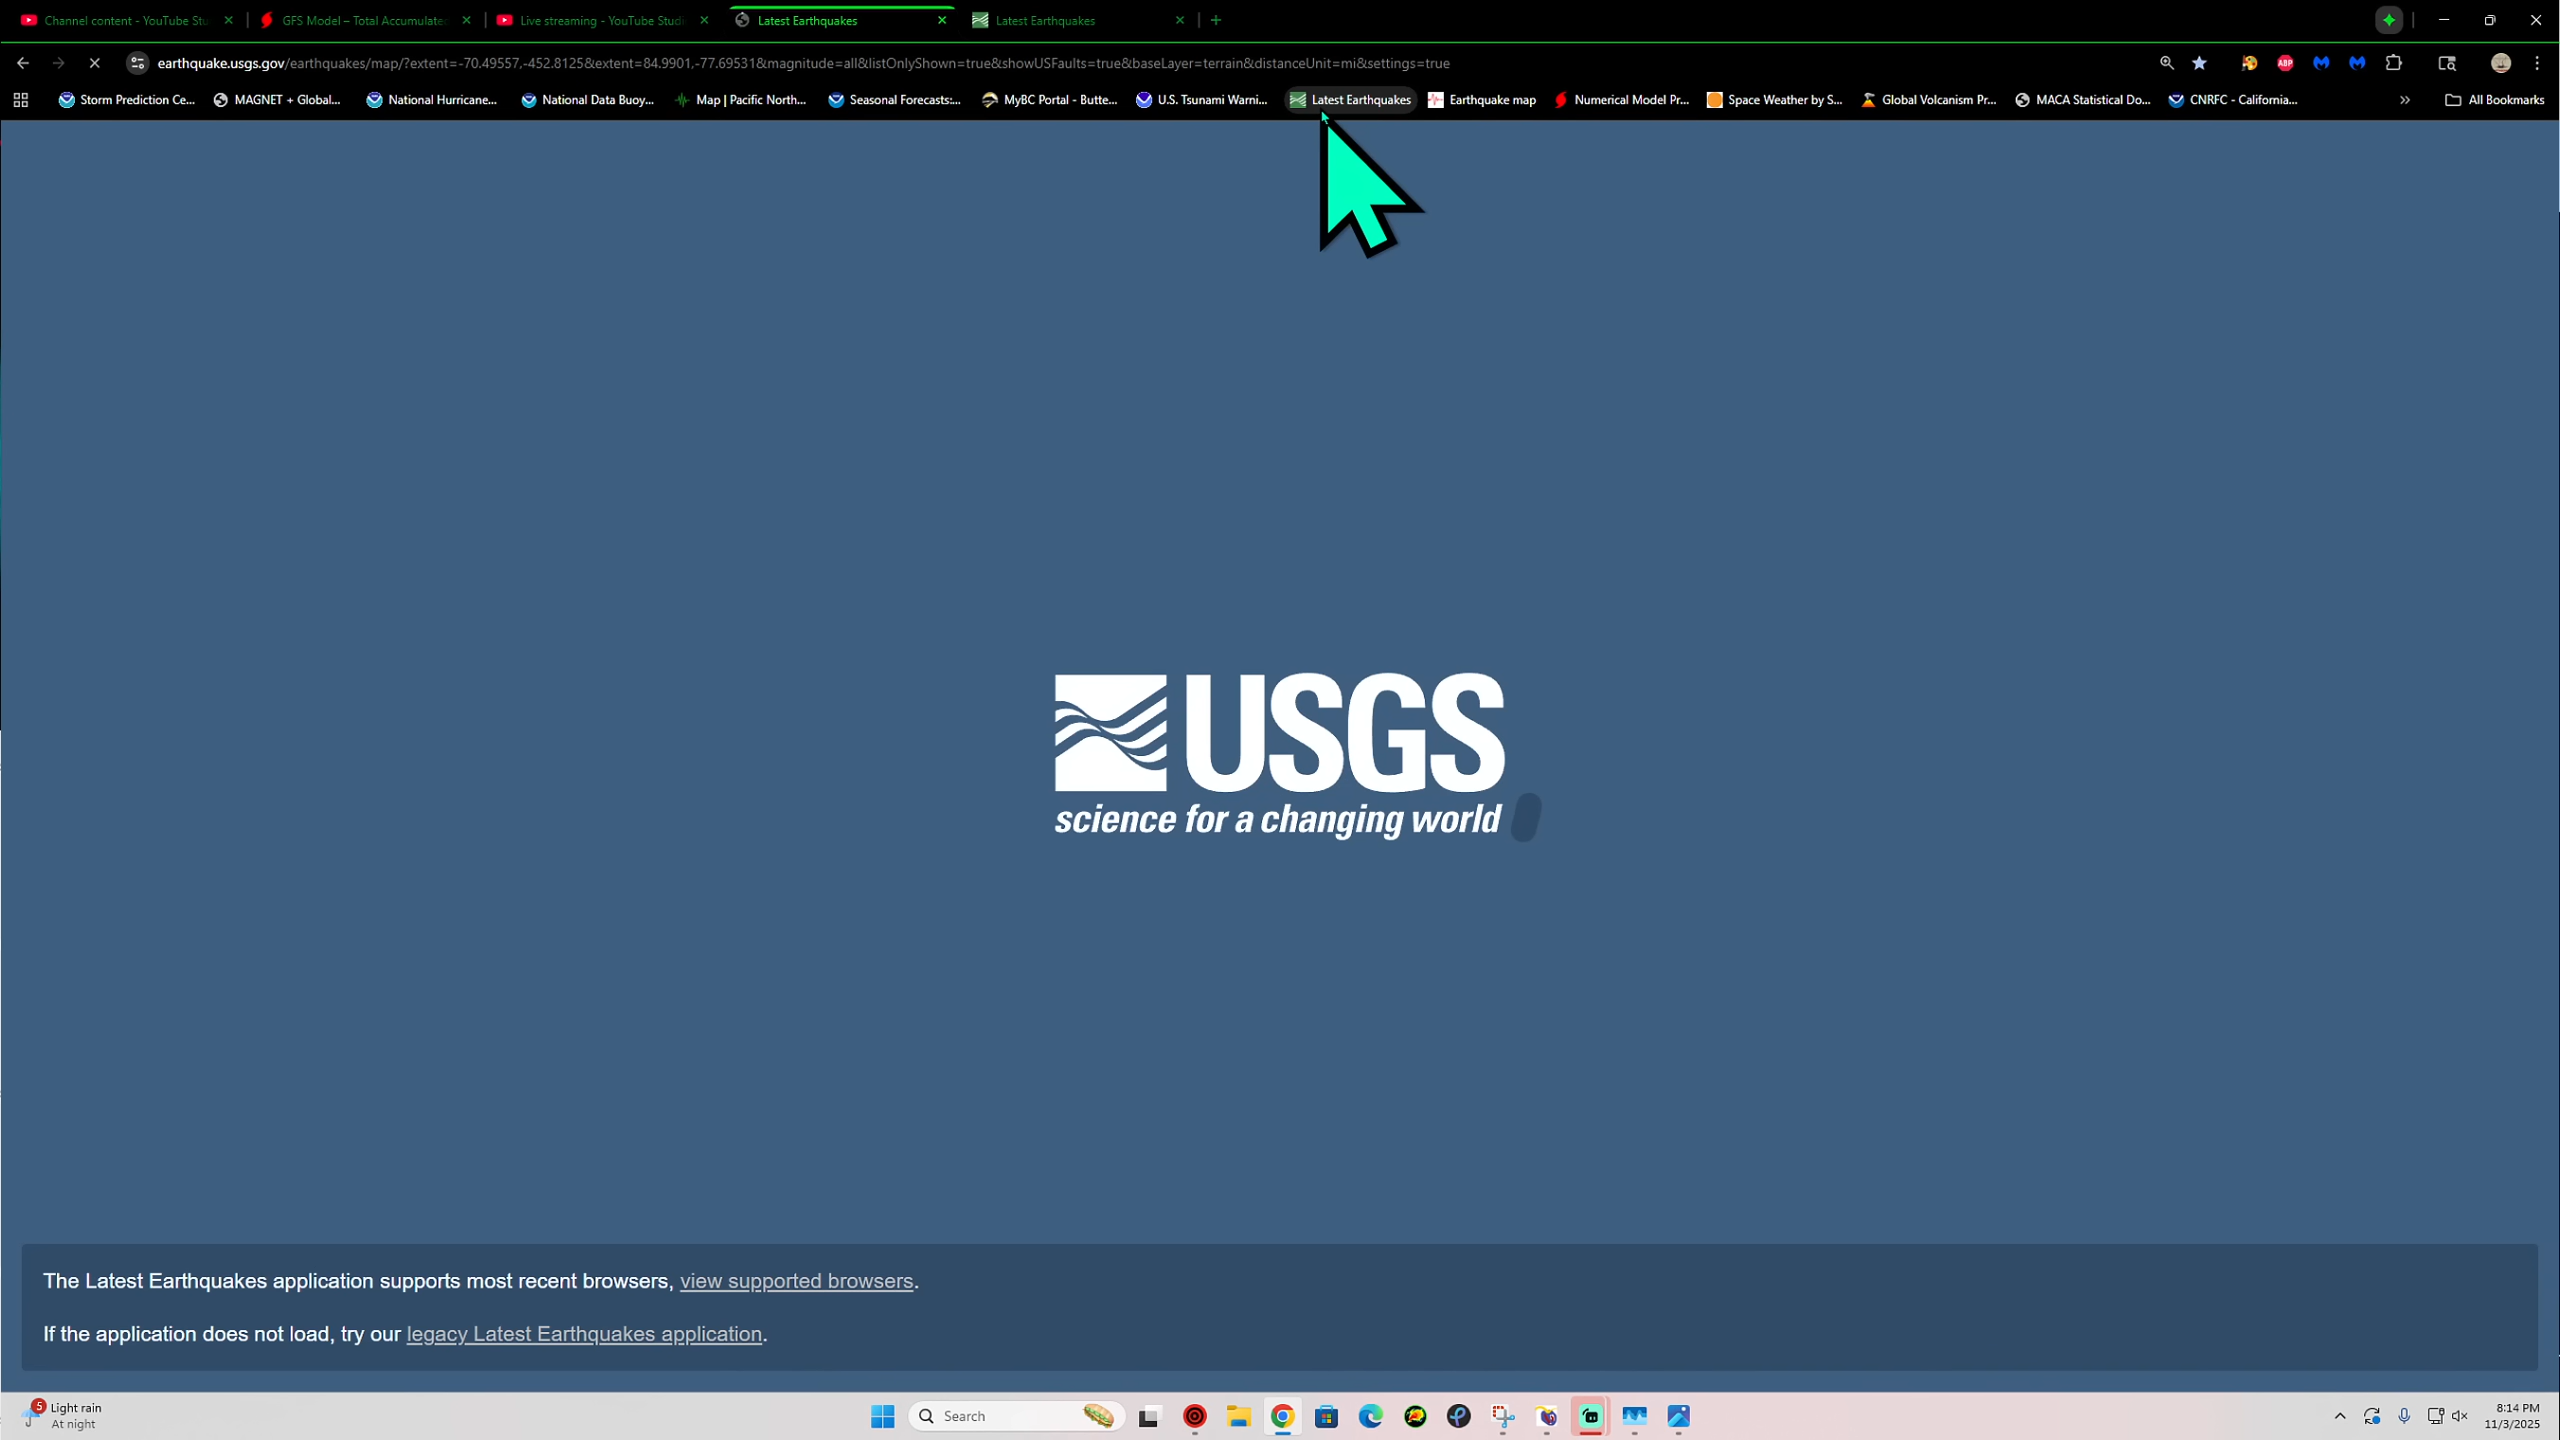 Channel content - YouTube Stu
GFS Model – Total Accumulate
Live streaming - YouTube Studi
Latest Earthquakes
Latest Earthquakes
earthquake.usgs.gov/earthquakes/map/?extent=-70.49557,-452.8125&extent=84.9901,-77.69531&magnitude=all&listOnlyShown=true&showUSFaults=true&baseLayer=terrain&distanceUnit=mi&settings=true
ABP
Storm Prediction Ce...
MAGNET + Global...
National Hurricane...
National Data Buoy...
Map | Pacific North...
Seasonal Forecasts:...
MyBC Portal - Butte...
U.S. Tsunami Warni...
Latest Earthquakes
Earthquake map
Numerical Model Pr...
Space Weather by S...
Global Volcanism Pr...
MACA Statistical Do...
CNRFC - California...
»
All Bookmarks
USGS
science for a changing world
The Latest Earthquakes application supports most recent browsers, view supported browsers.
If the application does not load, try our legacy Latest Earthquakes application.
5
Light rain
At night
Search
8:14 PM
11/3/2025